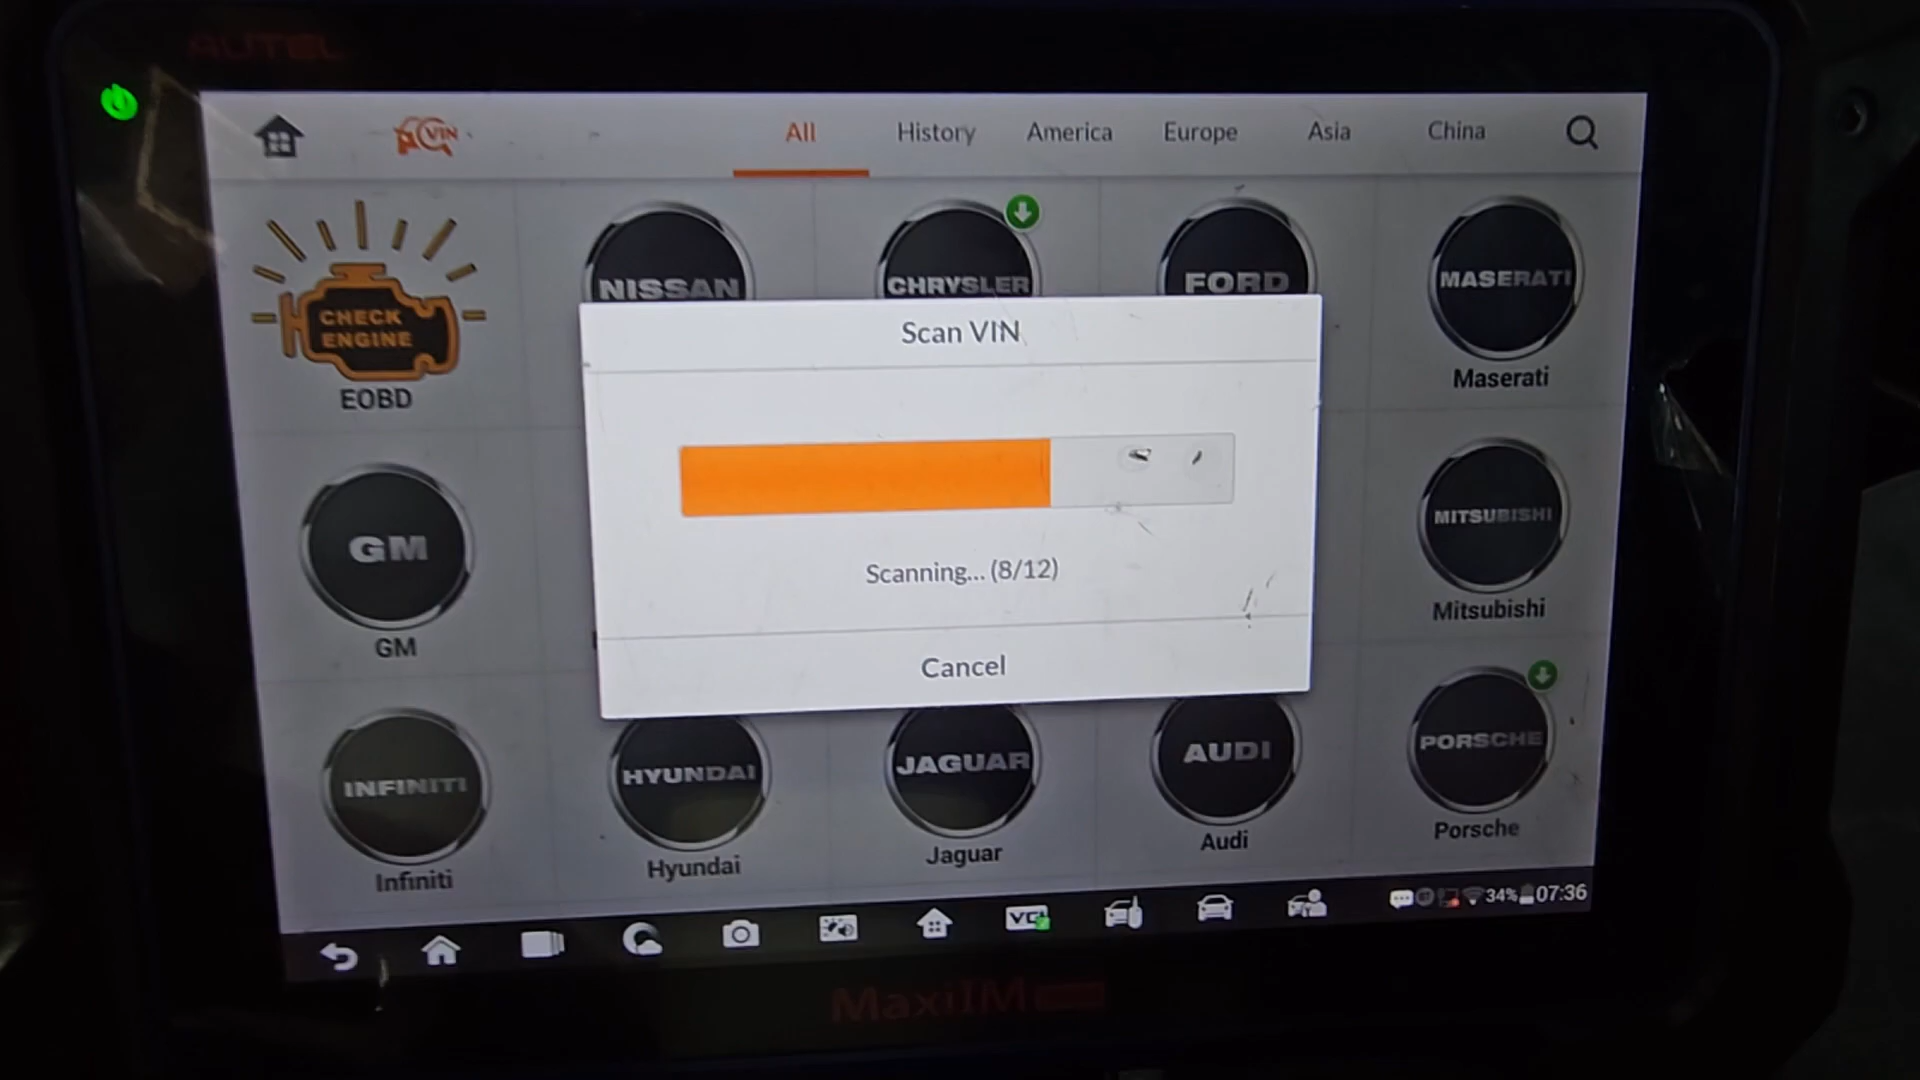 AUTEL
VIN
All
History
America
Europe
Asia
China
NISSAN
CHRYSLER
FORD
MASERATI
CHECK
ENGINE
EOBD
Maserati
Scan VIN
Scanning... (8/12)
Cancel
GM
GM
MITSUBISHI
Mitsubishi
INFINITI
Infiniti
HYUNDAI
Hyundai
JAGUAR
Jaguar
AUDI
Audi
PORSCHE
Porsche
VCI
34%
07:36
MaxiIM